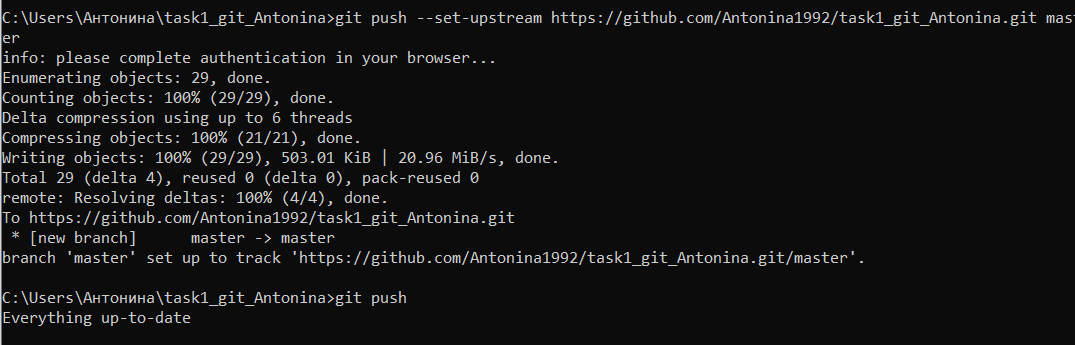 C:\Users\Антонина\task1_git_Antonina>git push --set-upstream https://github.com/Antonina1992/task1_git_Antonina.git mast
er
info: please complete authentication in your browser...
Enumerating objects: 29, done.
Counting objects: 100% (29/29), done.
Delta compression using up to 6 threads
Compressing objects: 100% (21/21), done.
Writing objects: 100% (29/29), 503.01 KiB | 20.96 MiB/s, done.
Total 29 (delta 4), reused 0 (delta 0), pack-reused 0
remote: Resolving deltas: 100% (4/4), done.
To https://github.com/Antonina1992/task1_git_Antonina.git
 * [new branch]      master -> master
branch 'master' set up to track 'https://github.com/Antonina1992/task1_git_Antonina.git/master'.
C:\Users\Антонина\task1_git_Antonina>git push
Everything up-to-date